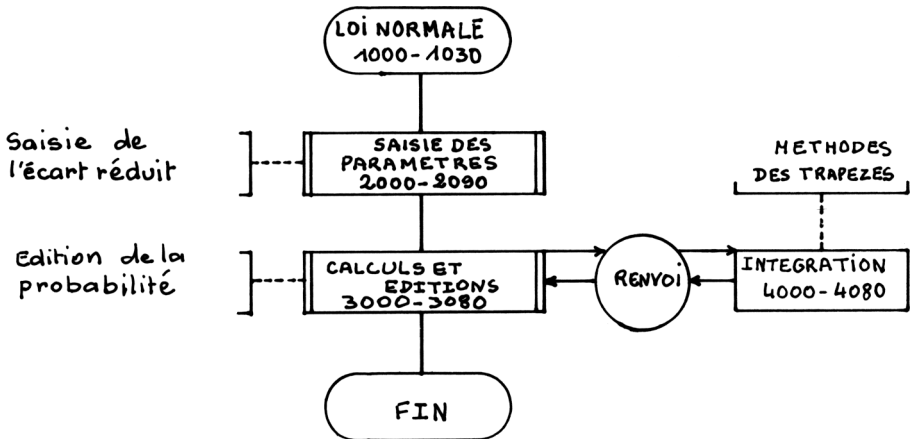 LOI NORMALE
1000-1030
Saisie de
l'écart réduit
SAISIE DES
PARAMETRES
2000-2090
METHODES
DES TRAPEZES
Edition de la
probabilité
CALCULS ET
EDITIONS
3000-3080
RENVOI
INTEGRATION
4000-4080
FIN